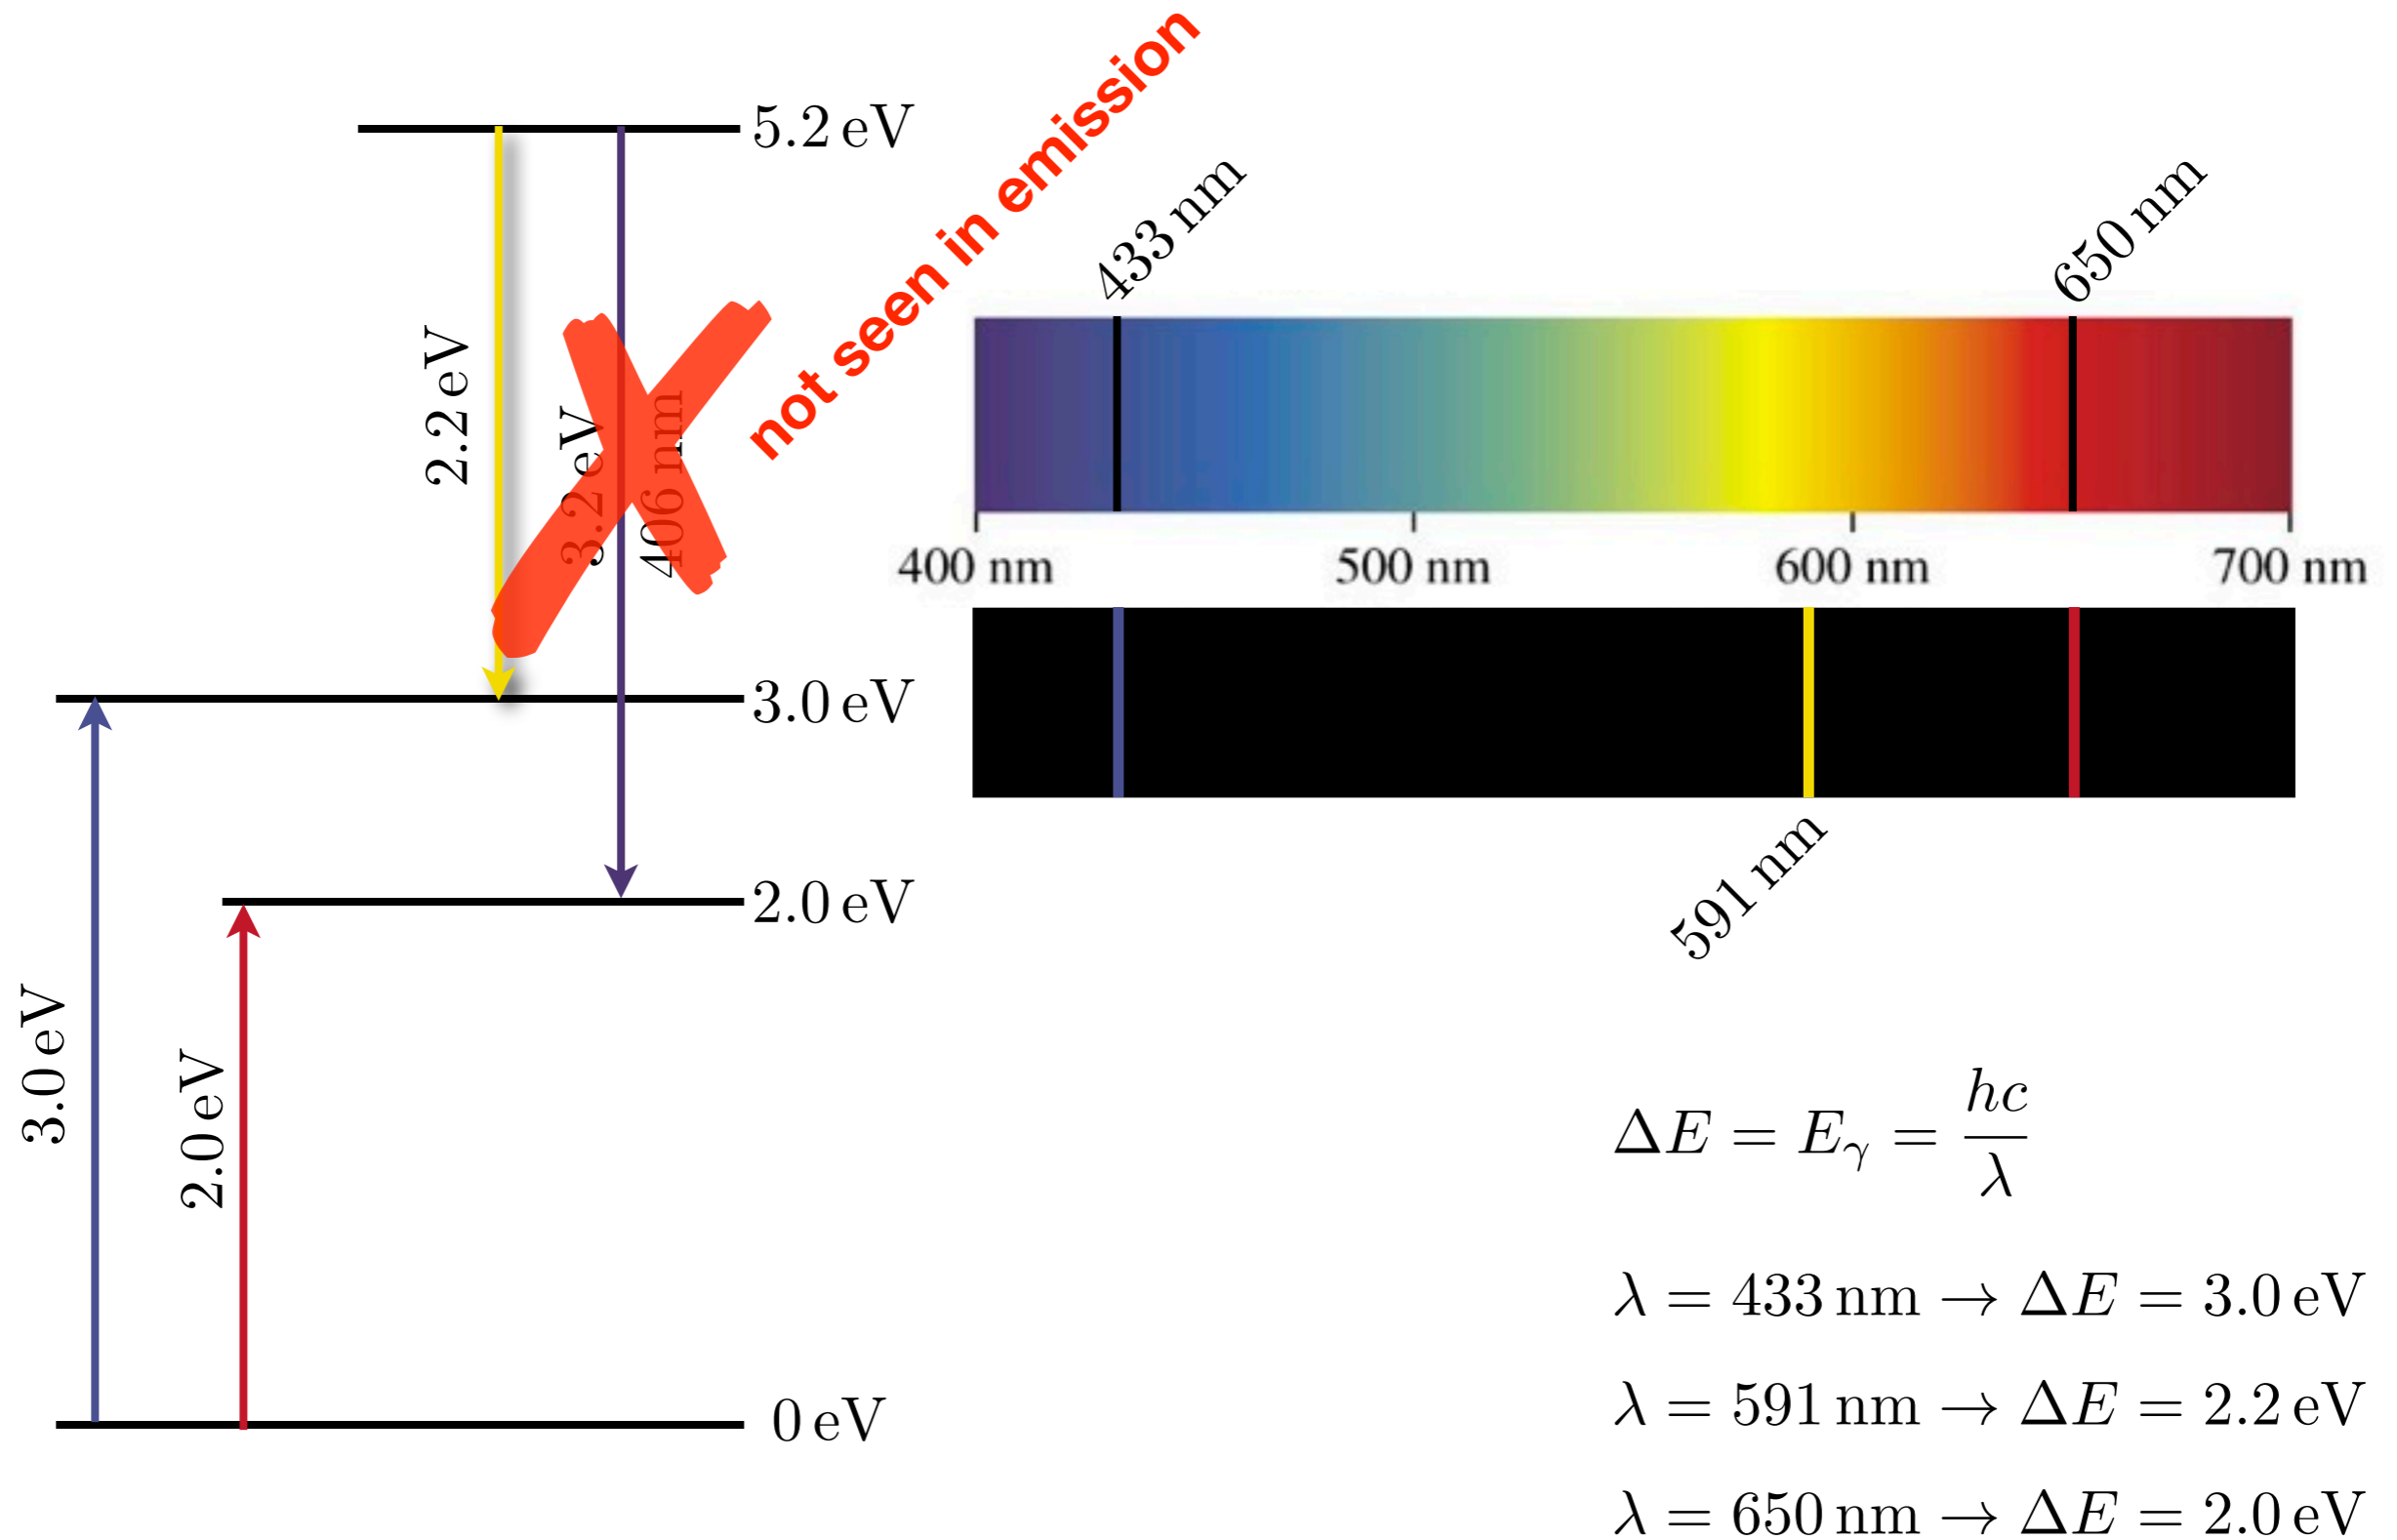 5.2 eV
not seen in emission
2.2 eV
3.2 eV
406 nm
3.0 eV
2.0 eV
3.0 eV
2.0 eV
0 eV
433 nm
650 nm
400 nm 500 nm 600 nm 700 nm
591 nm
ΔE = E_γ = hc/λ
λ = 433 nm → ΔE = 3.0 eV
λ = 591 nm → ΔE = 2.2 eV
λ = 650 nm → ΔE = 2.0 eV